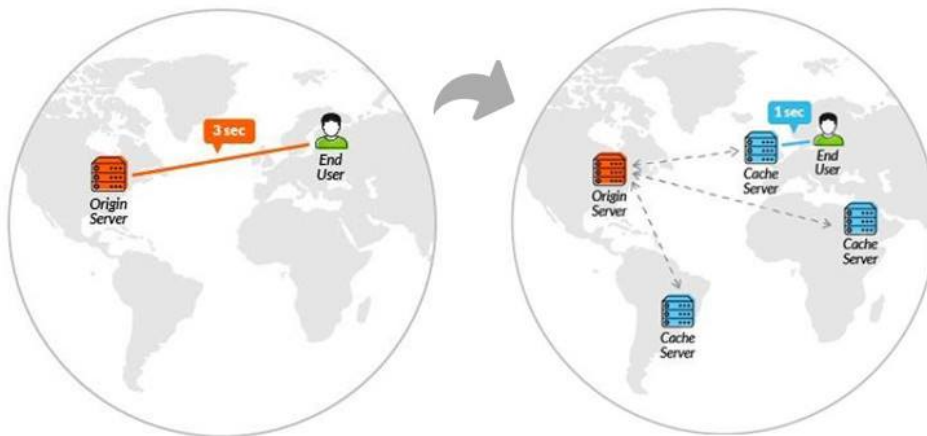 3 sec
End
User
Origin
Server
1 sec
End
User
Cache
Server
Origin
Server
Cache
Server
Cache
Server